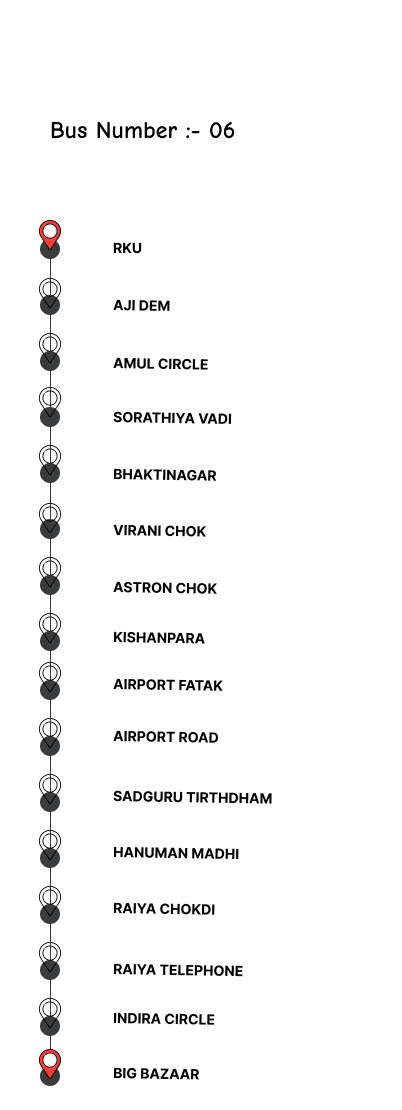 Bus Number :- 06
RKU
AJI DEM
AMUL CIRCLE
SORATHIYA VADI
BHAKTINAGAR
VIRANI CHOK
ASTRON CHOK
KISHANPARA
AIRPORT FATAK
AIRPORT ROAD
SADGURU TIRTHDHAM
HANUMAN MADHI
RAIYA CHOKDI
RAIYA TELEPHONE
INDIRA CIRCLE
BIG BAZAAR